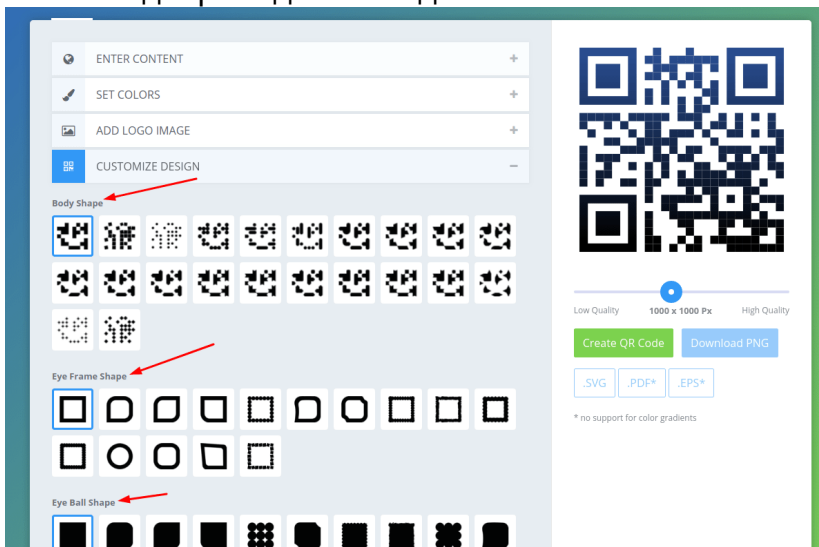 ENTER CONTENT +
SET COLORS +
ADD LOGO IMAGE +
CUSTOMIZE DESIGN −
Body Shape
Eye Frame Shape
Eye Ball Shape
Low Quality 1000 x 1000 Px High Quality
Create QR Code Download PNG
.SVG .PDF* .EPS*
* no support for color gradients